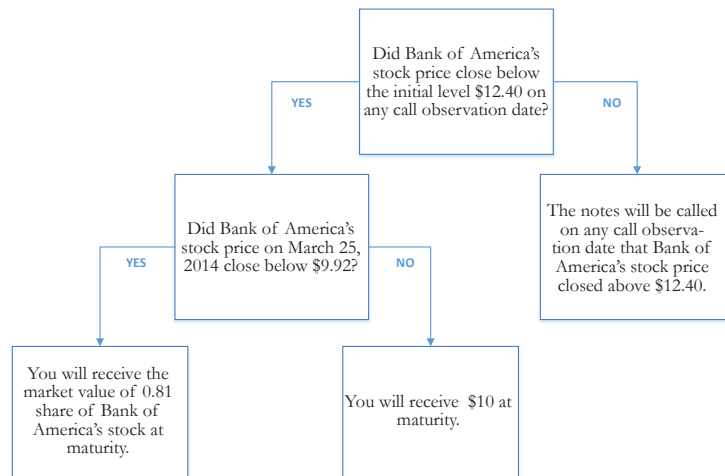 Did Bank of America's
stock price close below
the initial level $12.40 on
any call observation date?
YES
NO
Did Bank of America's
stock price on March 25,
2014 close below $9.92?
The notes will be called
on any call observa-
tion date that Bank of
America's stock price
closed above $12.40.
YES
NO
You will receive the
market value of 0.81
share of Bank of
America's stock at
maturity.
You will receive $10 at
maturity.